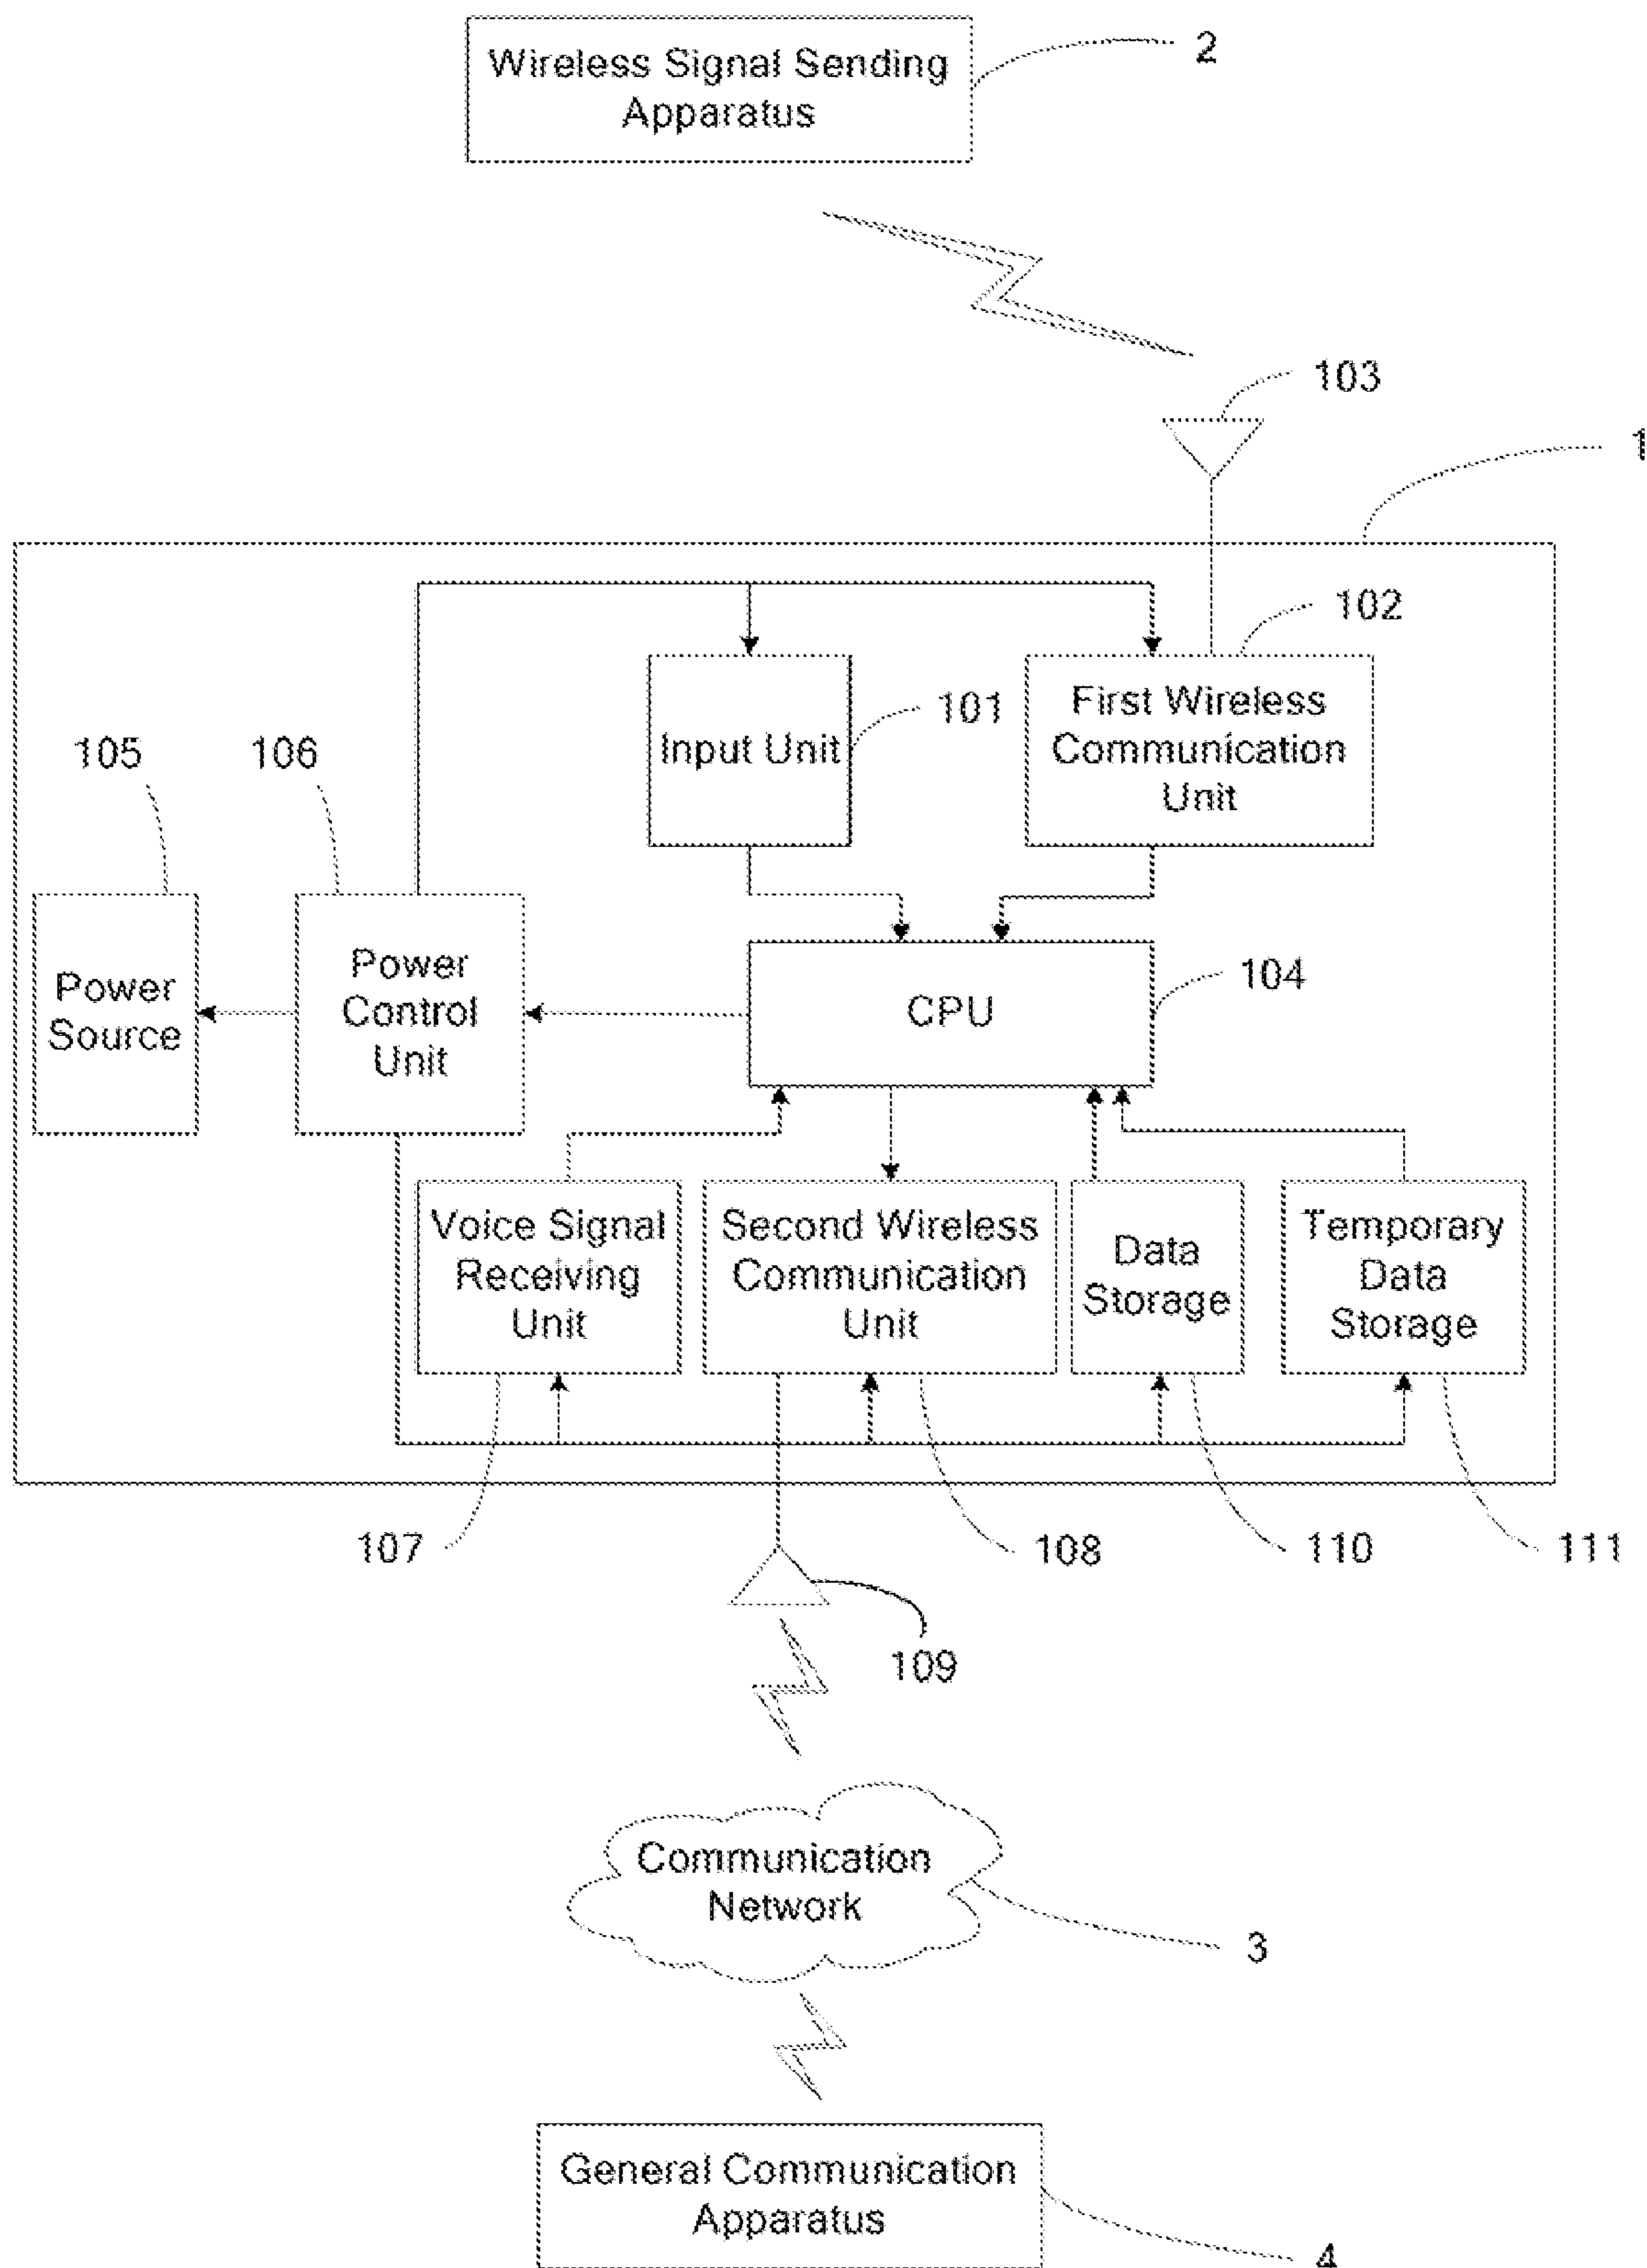 Wireless Signal Sending
Apparatus
2
103
1
102
First Wireless
Communication
Unit
101
Input Unit
105
106
Power
Source
Power
Control
Unit
104
CPU
Voice Signal
Receiving
Unit
Second Wireless
Communication
Unit
Data
Storage
Temporary
Data
Storage
107
108
110
111
109
Communication
Network
3
General Communication
Apparatus
4